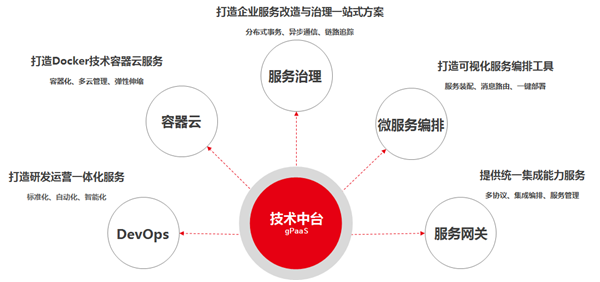 打造企业服务改造与治理一站式方案
分布式事务、异步通信、链路追踪
服务治理
打造Docker技术容器云服务
容器化、多云管理、弹性伸缩
容器云
打造可视化服务编排工具
服务装配、消息路由、一键部署
微服务编排
打造研发运营一体化服务
标准化、自动化、智能化
DevOps
技术中台
gPaaS
提供统一集成能力服务
多协议、集成编排、服务管理
服务网关